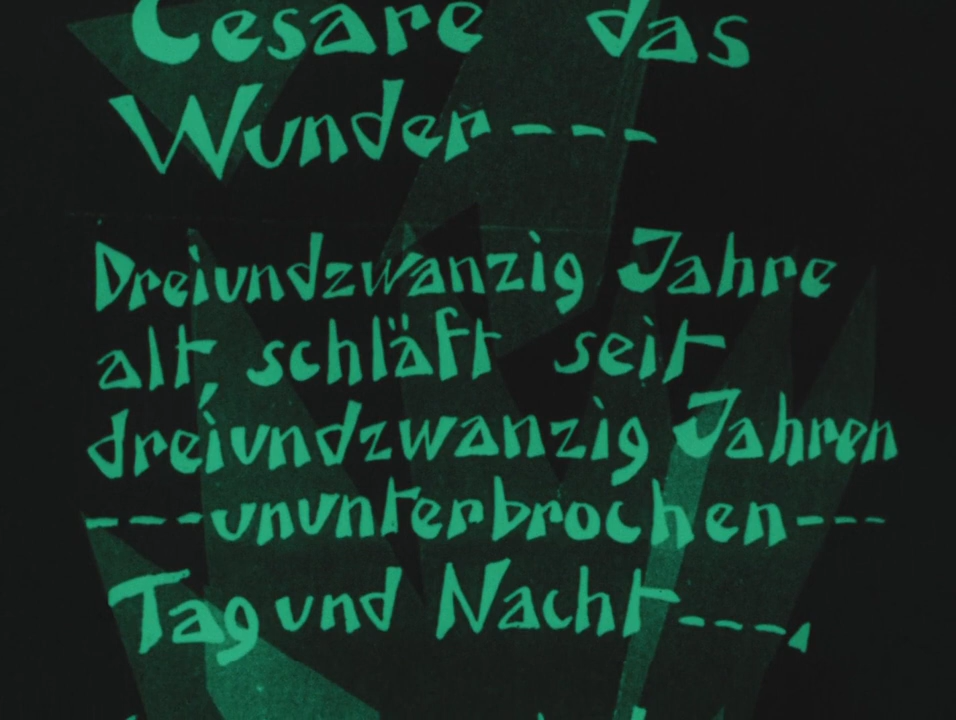 Cesare das
Wunder----
Dreiundzwanzig Jahre
alt, schläft seit
dreiundzwanzig Jahren
---ununterbrochen---
Tag und Nacht----,